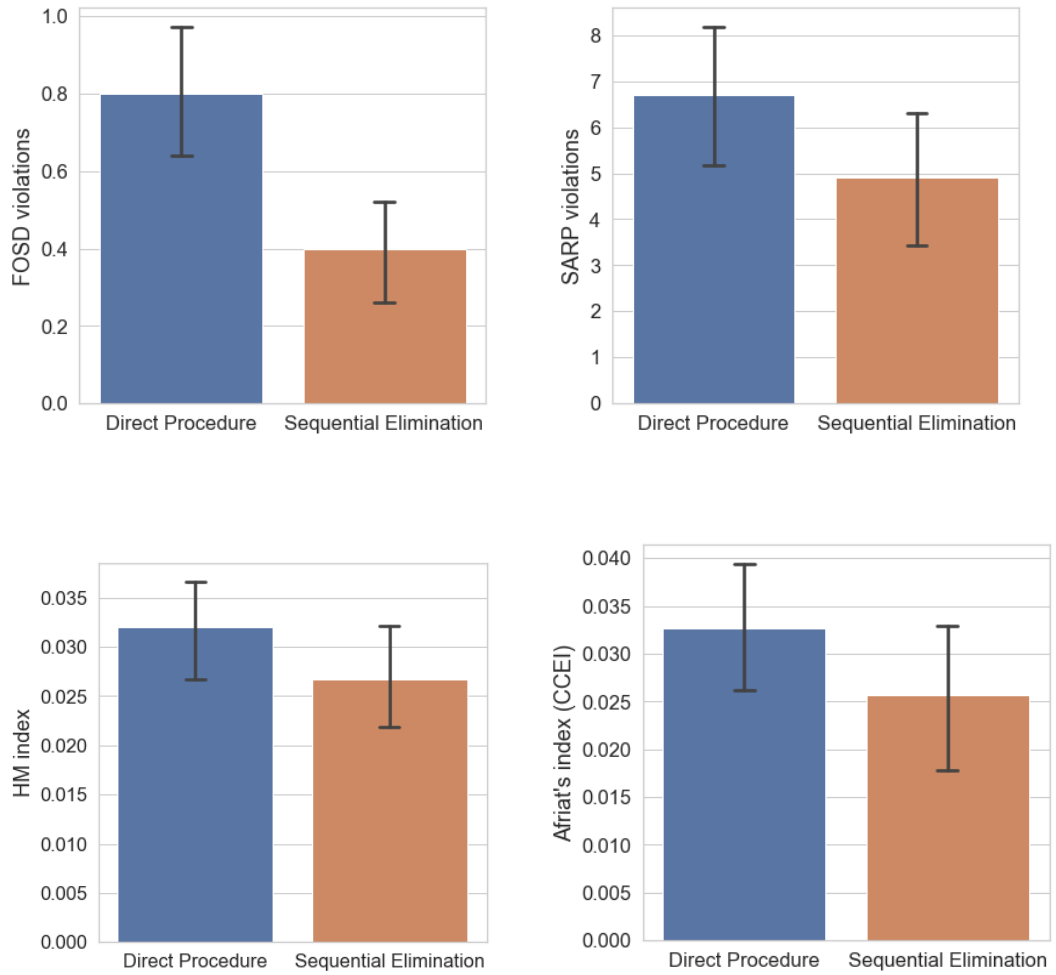 1.0
0.8
0.6
0.4
0.2
0.0
FOSD violations
Direct Procedure
Sequential Elimination
8
7
6
5
4
3
2
1
0
SARP violations
Direct Procedure
Sequential Elimination
0.035
0.030
0.025
0.020
0.015
0.010
0.005
0.000
HM index
Direct Procedure
Sequential Elimination
0.040
0.035
0.030
0.025
0.020
0.015
0.010
0.005
0.000
Afriat's index (CCEI)
Direct Procedure
Sequential Elimination